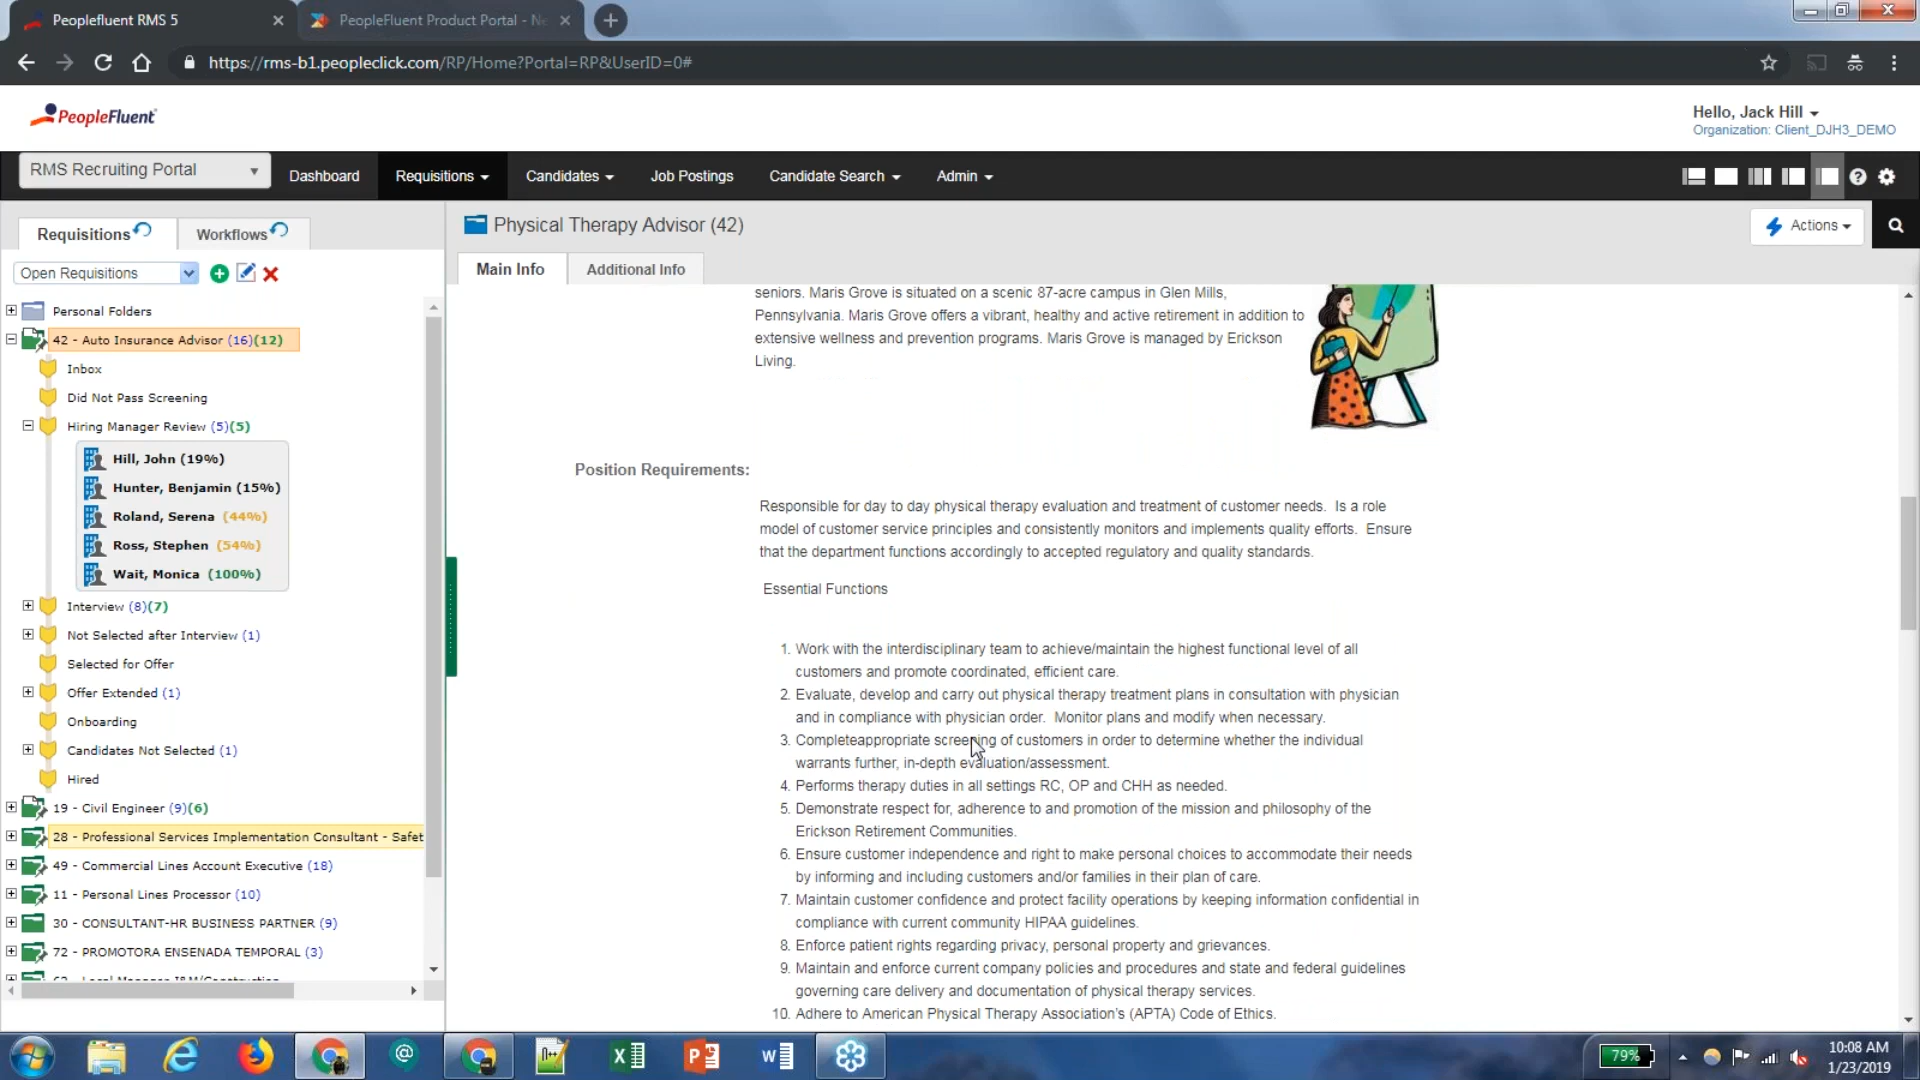 Peoplefluent RMS 5
PeopleFluent Product Portal - Ne
https://rms-b1.peopleclick.com/RP/Home?Portal=RP&UserID=0#
PeopleFluent
Hello, Jack Hill
Organization: Client_DJH3_DEMO
RMS Recruiting Portal
Dashboard
Requisitions
Candidates
Job Postings
Candidate Search
Admin
Requisitions
Workflows
Open Requisitions
Personal Folders
42 - Auto Insurance Advisor (16)(12)
Inbox
Did Not Pass Screening
Hiring Manager Review (5)(5)
Hill, John (19%)
Hunter, Benjamin (15%)
Roland, Serena (44%)
Ross, Stephen (54%)
Wait, Monica (100%)
Interview (8)(7)
Not Selected after Interview (1)
Selected for Offer
Offer Extended (1)
Onboarding
Candidates Not Selected (1)
Hired
19 - Civil Engineer (9)(6)
28 - Professional Services Implementation Consultant - Safet
49 - Commercial Lines Account Executive (18)
11 - Personal Lines Processor (10)
30 - CONSULTANT-HR BUSINESS PARTNER (9)
72 - PROMOTORA ENSENADA TEMPORAL (3)
Physical Therapy Advisor (42)
Actions
Main Info
Additional Info
seniors. Maris Grove is situated on a scenic 87-acre campus in Glen Mills,
Pennsylvania. Maris Grove offers a vibrant, healthy and active retirement in addition to
extensive wellness and prevention programs. Maris Grove is managed by Erickson
Living.
Position Requirements:
Responsible for day to day physical therapy evaluation and treatment of customer needs. Is a role
model of customer service principles and consistently monitors and implements quality efforts. Ensure
that the department functions accordingly to accepted regulatory and quality standards.
Essential Functions
1. Work with the interdisciplinary team to achieve/maintain the highest functional level of all
customers and promote coordinated, efficient care.
2. Evaluate, develop and carry out physical therapy treatment plans in consultation with physician
and in compliance with physician order. Monitor plans and modify when necessary.
3. Completeappropriate screening of customers in order to determine whether the individual
warrants further, in-depth evaluation/assessment.
4. Performs therapy duties in all settings RC, OP and CHH as needed.
5. Demonstrate respect for, adherence to and promotion of the mission and philosophy of the
Erickson Retirement Communities.
6. Ensure customer independence and right to make personal choices to accommodate their needs
by informing and including customers and/or families in their plan of care.
7. Maintain customer confidence and protect facility operations by keeping information confidential in
compliance with current community HIPAA guidelines.
8. Enforce patient rights regarding privacy, personal property and grievances.
9. Maintain and enforce current company policies and procedures and state and federal guidelines
governing care delivery and documentation of physical therapy services.
10. Adhere to American Physical Therapy Association's (APTA) Code of Ethics.
79%
10:08 AM
1/23/2019